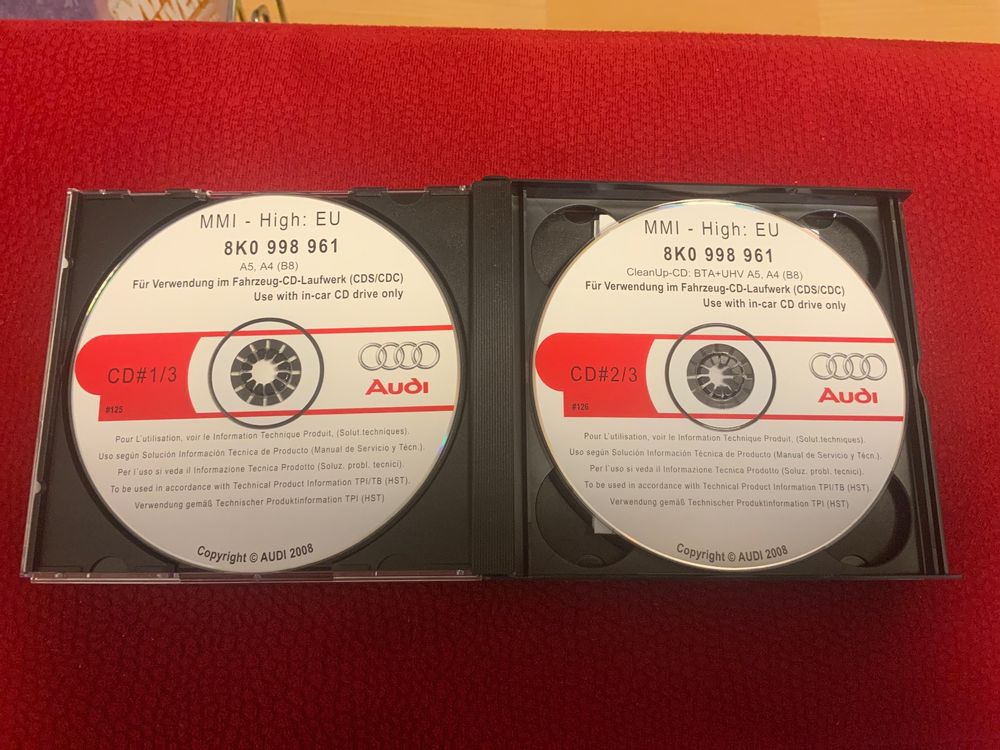 MMI - High: EU
8K0 998 961
A5, A4 (B8)
Für Verwendung im Fahrzeug-CD-Laufwerk (CDS/CDC)
Use with in-car CD drive only
CD#1/3
Audi
#125
Pour L'utilisation, voir le Information Technique Produit, (Solut.techniques).
Uso según Solución Información Técnica de Producto (Manual de Servicio y Técn.).
Per l'uso si veda il Informazione Tecnica Prodotto (Soluz. probl. tecnici).
To be used in accordance with Technical Product Information TPI/TB (HST).
Verwendung gemäß Technischer Produktinformation TPI (HST)
Copyright © AUDI 2008
MMI - High: EU
8K0 998 961
CleanUp-CD: BTA+UHV A5, A4 (B8)
Für Verwendung im Fahrzeug-CD-Laufwerk (CDS/CDC)
Use with in-car CD drive only
CD#2/3
Audi
#126
Pour L'utilisation, voir le Information Technique Produit, (Solut.techniques).
Uso según Solución Información Técnica de Producto (Manual de Servicio y Técn.).
Per l'uso si veda il Informazione Tecnica Prodotto (Soluz. probl. tecnici).
To be used in accordance with Technical Product Information TPI/TB (HST).
Verwendung gemäß Technischer Produktinformation TPI (HST)
Copyright © AUDI 2008